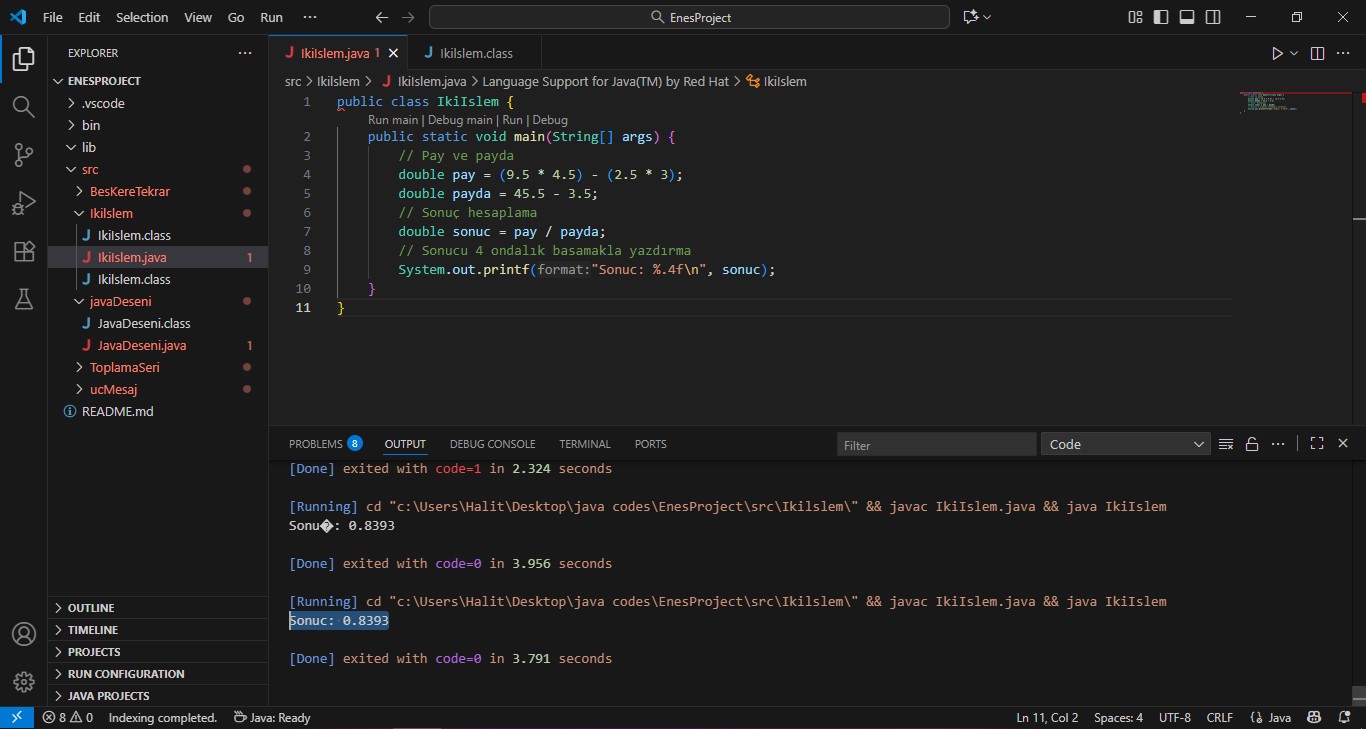 File Edit Selection View Go Run ··· EnesProject
EXPLORER ···
ENESPROJECT
.vscode
bin
lib
src
BesKereTekrar
IkiIslem
IkiIslem.class
IkiIslem.java 1
IkiIslem.class
javaDeseni
JavaDeseni.class
JavaDeseni.java 1
ToplamaSeri
ucMesaj
README.md
OUTLINE
TIMELINE
PROJECTS
RUN CONFIGURATION
JAVA PROJECTS
IkiIslem.java 1 IkiIslem.class
src > IkiIslem > IkiIslem.java > Language Support for Java(TM) by Red Hat > IkiIslem
1 public class IkiIslem {
Run main | Debug main | Run | Debug
2 public static void main(String[] args) {
3 // Pay ve payda
4 double pay = (9.5 * 4.5) - (2.5 * 3);
5 double payda = 45.5 - 3.5;
6 // Sonuç hesaplama
7 double sonuc = pay / payda;
8 // Sonucu 4 ondalık basamakla yazdırma
9 System.out.printf(format:"Sonuc: %.4f\n", sonuc);
10 }
11 }
PROBLEMS 8 OUTPUT DEBUG CONSOLE TERMINAL PORTS Filter Code
[Done] exited with code=1 in 2.324 seconds
[Running] cd "c:\Users\Halit\Desktop\java codes\EnesProject\src\IkiIslem\" && javac IkiIslem.java && java IkiIslem
Sonu�: 0.8393
[Done] exited with code=0 in 3.956 seconds
[Running] cd "c:\Users\Halit\Desktop\java codes\EnesProject\src\IkiIslem\" && javac IkiIslem.java && java IkiIslem
Sonuc: 0.8393
[Done] exited with code=0 in 3.791 seconds
8 0 Indexing completed. Java: Ready Ln 11, Col 2 Spaces: 4 UTF-8 CRLF Java